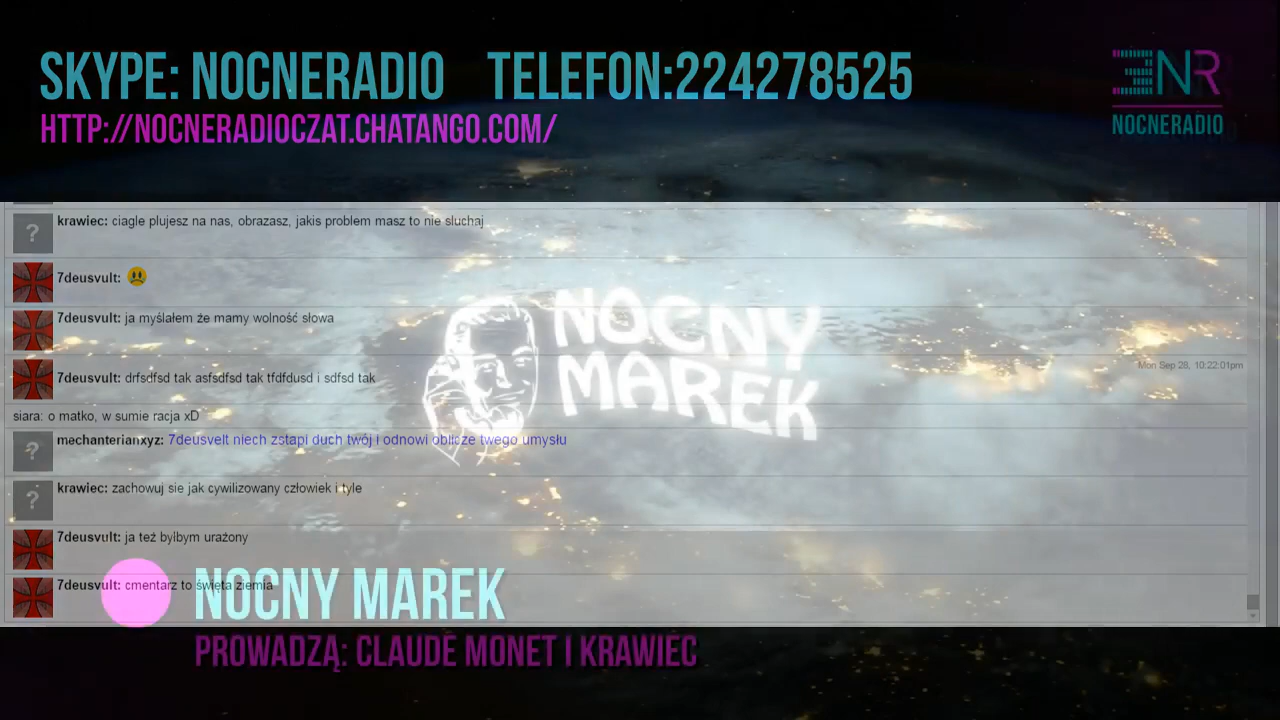 SKYPE: NOCNERADIO TELEFON:224278525
HTTP://NOCNERADIOCZAT.CHATANGO.COM/
NR
NOCNERADIO
krawiec: ciagle plujesz na nas, obrazasz, jakis problem masz to nie sluchaj
7deusvult:
7deusvult: ja myślałem że mamy wolność słowa
NOCNY
MAREK
Mon Sep 28, 10:22:01pm
7deusvult: drfsdfsd tak asfsdfsd tak tfdfdusd i sdfsd tak
siara: o matko, w sumie racja xD
mechanterianxyz: 7deusvelt niech zstapi duch twój i odnowi oblicze twego umysłu
krawiec: zachowuj sie jak cywilizowany człowiek i tyle
7deusvult: ja też byłbym urażony
7deusvult: cmentarz to święta ziemia
NOCNY MAREK
PROWADZĄ: CLAUDE MONET I KRAWIEC